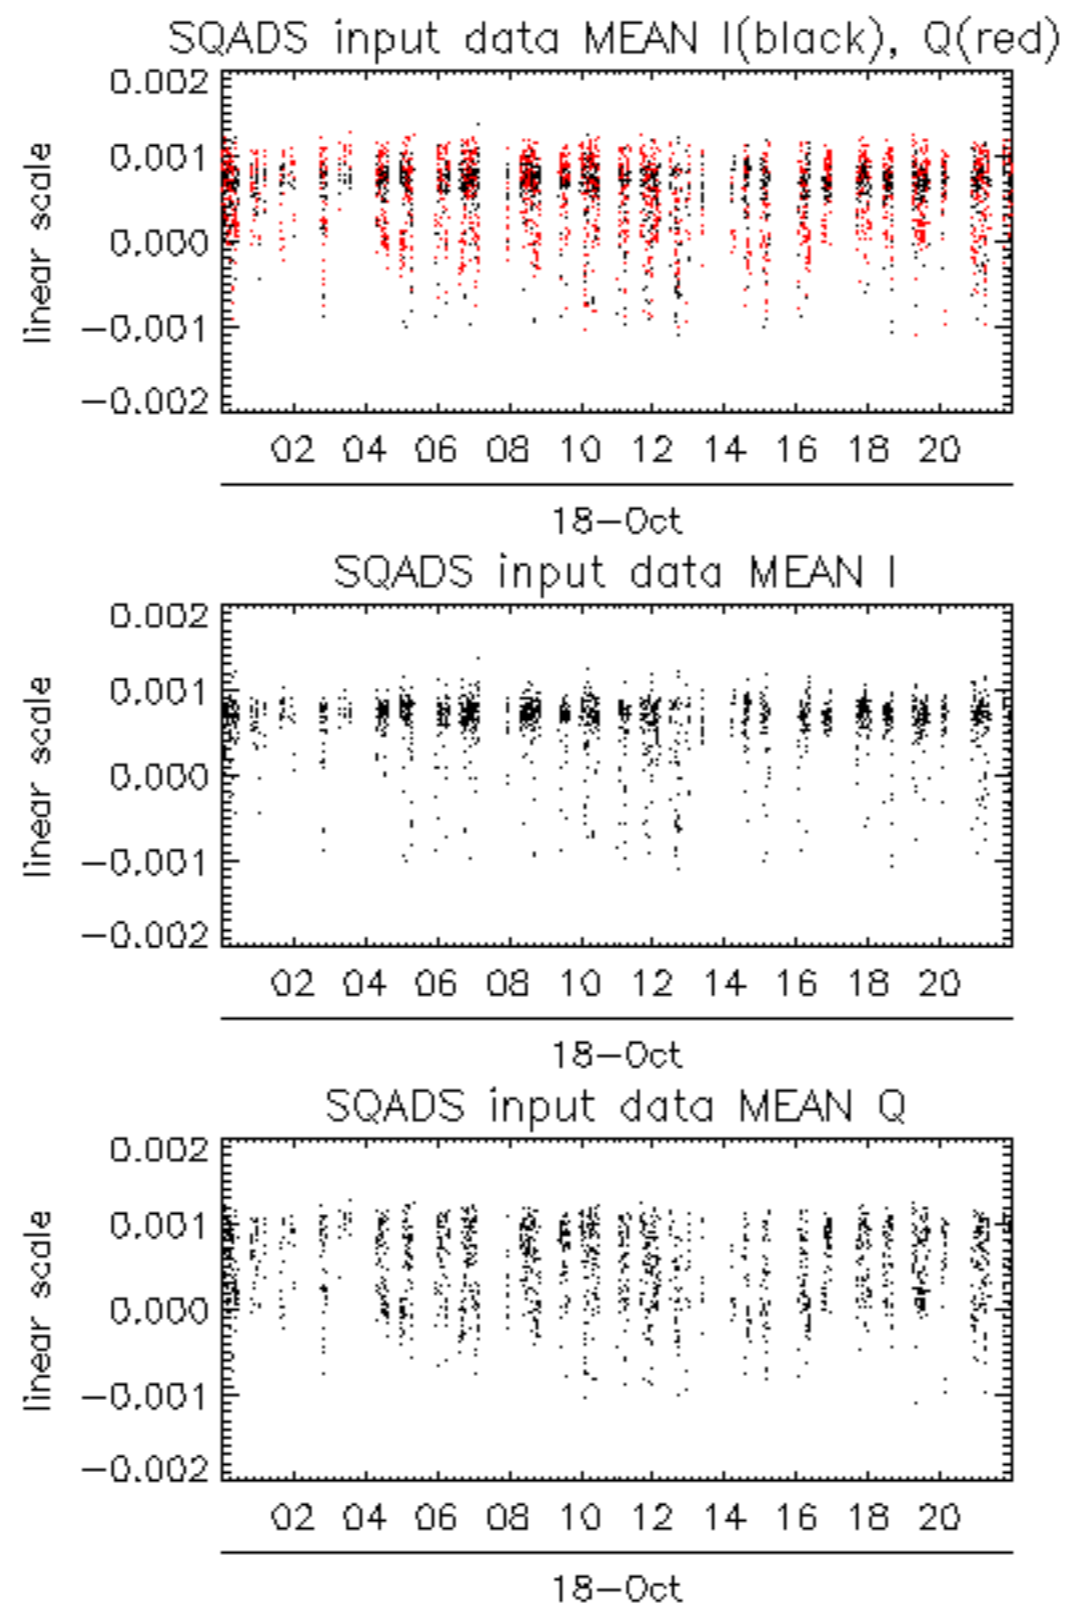 SQADS input data MEAN I(black), Q(red)
0.002
0.001
0.000
−0.001
−0.002
linear scale
02 04 06 08 10 12 14 16 18 20
18−Oct
SQADS input data MEAN I
0.002
0.001
0.000
−0.001
−0.002
linear scale
02 04 06 08 10 12 14 16 18 20
18−Oct
SQADS input data MEAN Q
0.002
0.001
0.000
−0.001
−0.002
linear scale
02 04 06 08 10 12 14 16 18 20
18−Oct